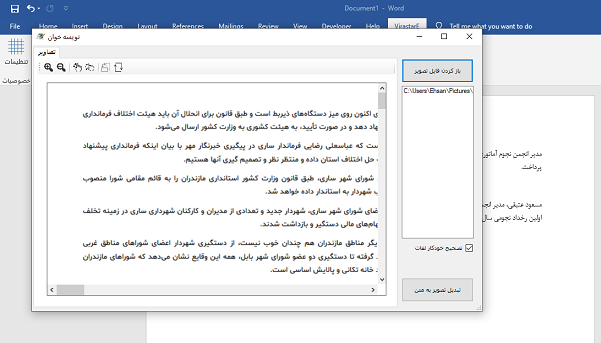 Document1 - Word
File Home Insert Design Layout References Mailings Review View Developer Help VirastarE Tell me what you want to do
نویسه خوان
تصاویر
تنظیمات
خصوصیات
باز کردن فایل تصویر
C:\Users\Ehsan\Pictures\
ی اکنون روی میز دستگاه‌های ذیربط است و طبق قانون برای انحلال آن باید هیئت اختلاف فرمانداری
هاد دهد و در صورت تأیید، به هیئت کشوری به وزارت کشور ارسال می‌شود.
ست که عباسعلی رضایی فرماندار ساری در پیگیری خبرنگار مهر با بیان اینکه فرمانداری پیشنهاد
حل اختلاف استان داده و منتظر نظر و تصمیم گیری آنها هستیم.
شورای شهر ساری، طبق قانون وزارت کشور استانداری مازندران را به قائم مقامی شورا منصوب
ب شهردار به استاندار داده خواهد شد.
ضای شورای شهر ساری، شهردار جدید و تعدادی از مدیران و کارکنان شهرداری ساری در زمینه تخلف
هام‌های مالی دستگیر و بازداشت شدند.
یگر مناطق مازندران هم چندان خوب نیست، از دستگیری شهردار اعضای شوراهای مناطق غربی
گرفته تا دستگیری دو عضو شورای شهر بابل، همه این وقایع نشان می‌دهد که شوراهای مازندران
خانه تکانی و پالایش اساسی است.
تصحیح خودکار لغات
تبدیل تصویر به متن
مدیر انجمن نجوم آماتوری
پرداخت.
مسعود عتیقی، مدیر انجم
اولین رخداد نجومی سال